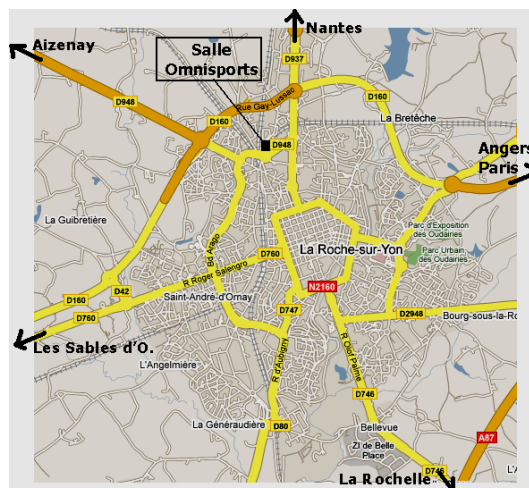 Nantes
Aizenay
Salle
Omnisports
D937
Rue Gay-Lussac
D160
D948
D160
La Bretêche
D948
Angers
Paris
La Guibretière
Parc d'Exposition
des Oudairies
Bd Arago
D760
La Roche-sur-Yon
Parc Urbain
des Oudairies
R Roger Salengro
N2160
D42
D160
Saint-André-d'Ornay
D760
D747
D2948
Bourg-sous-la-Ro
Les Sables d'O.
R d'Aubigny
R Olof Palme
L'Angelmière
D746
La Généraudière
D80
Bellevue
A87
ZI de Belle
Place
D746
L'A
La Rochelle